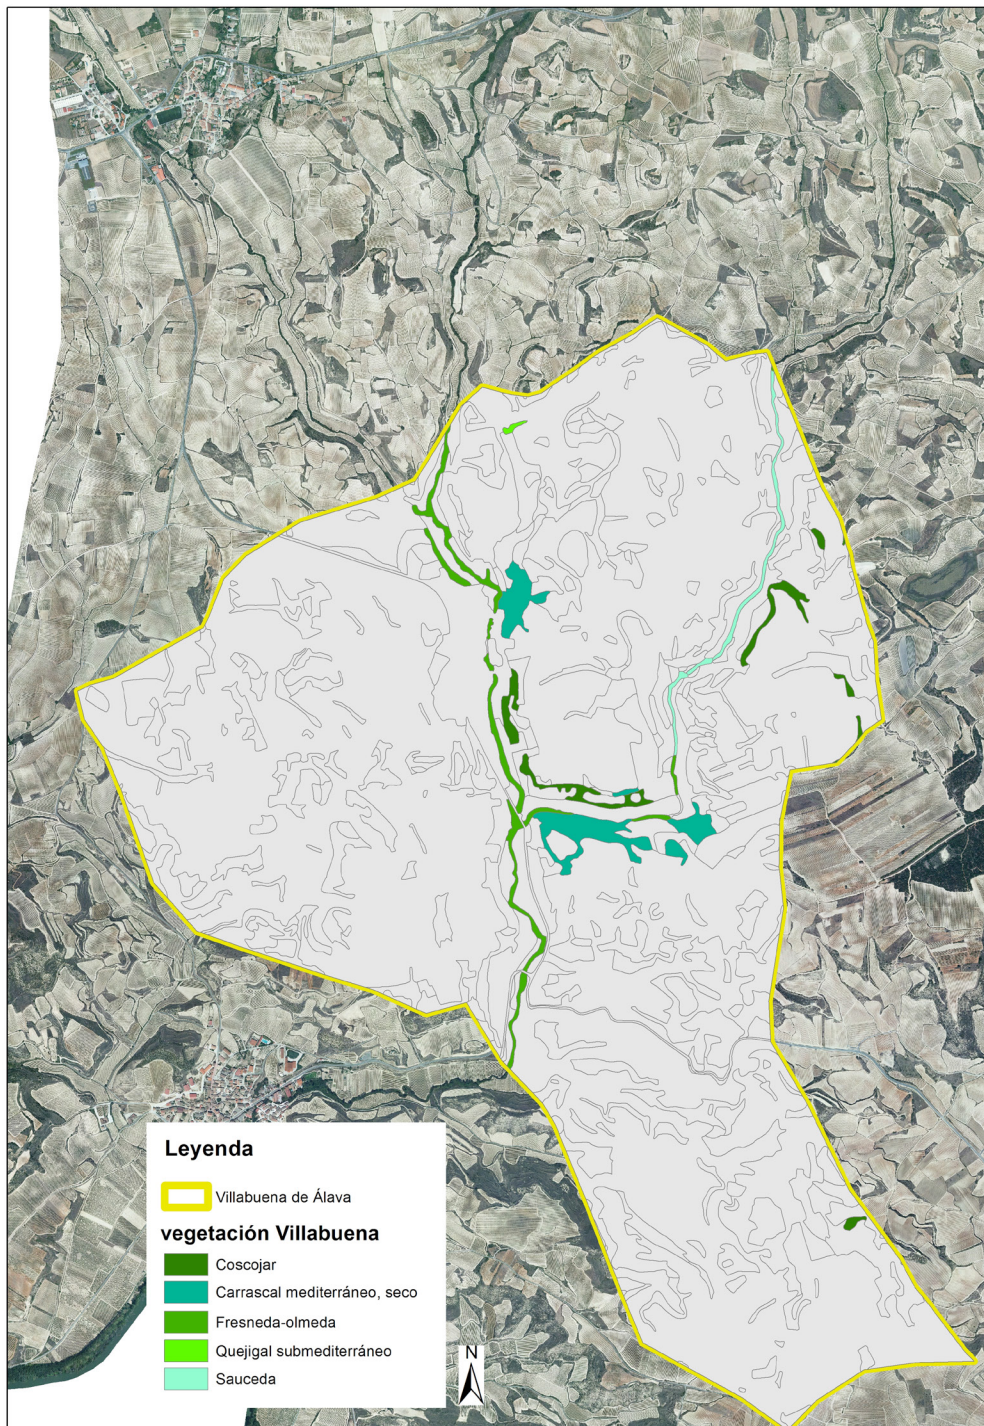 Leyenda
Villabuena de Álava
vegetación Villabuena
Coscojar
Carrascal mediterráneo, seco
Fresneda-olmeda
Quejigal submediterráneo
Sauceda
N